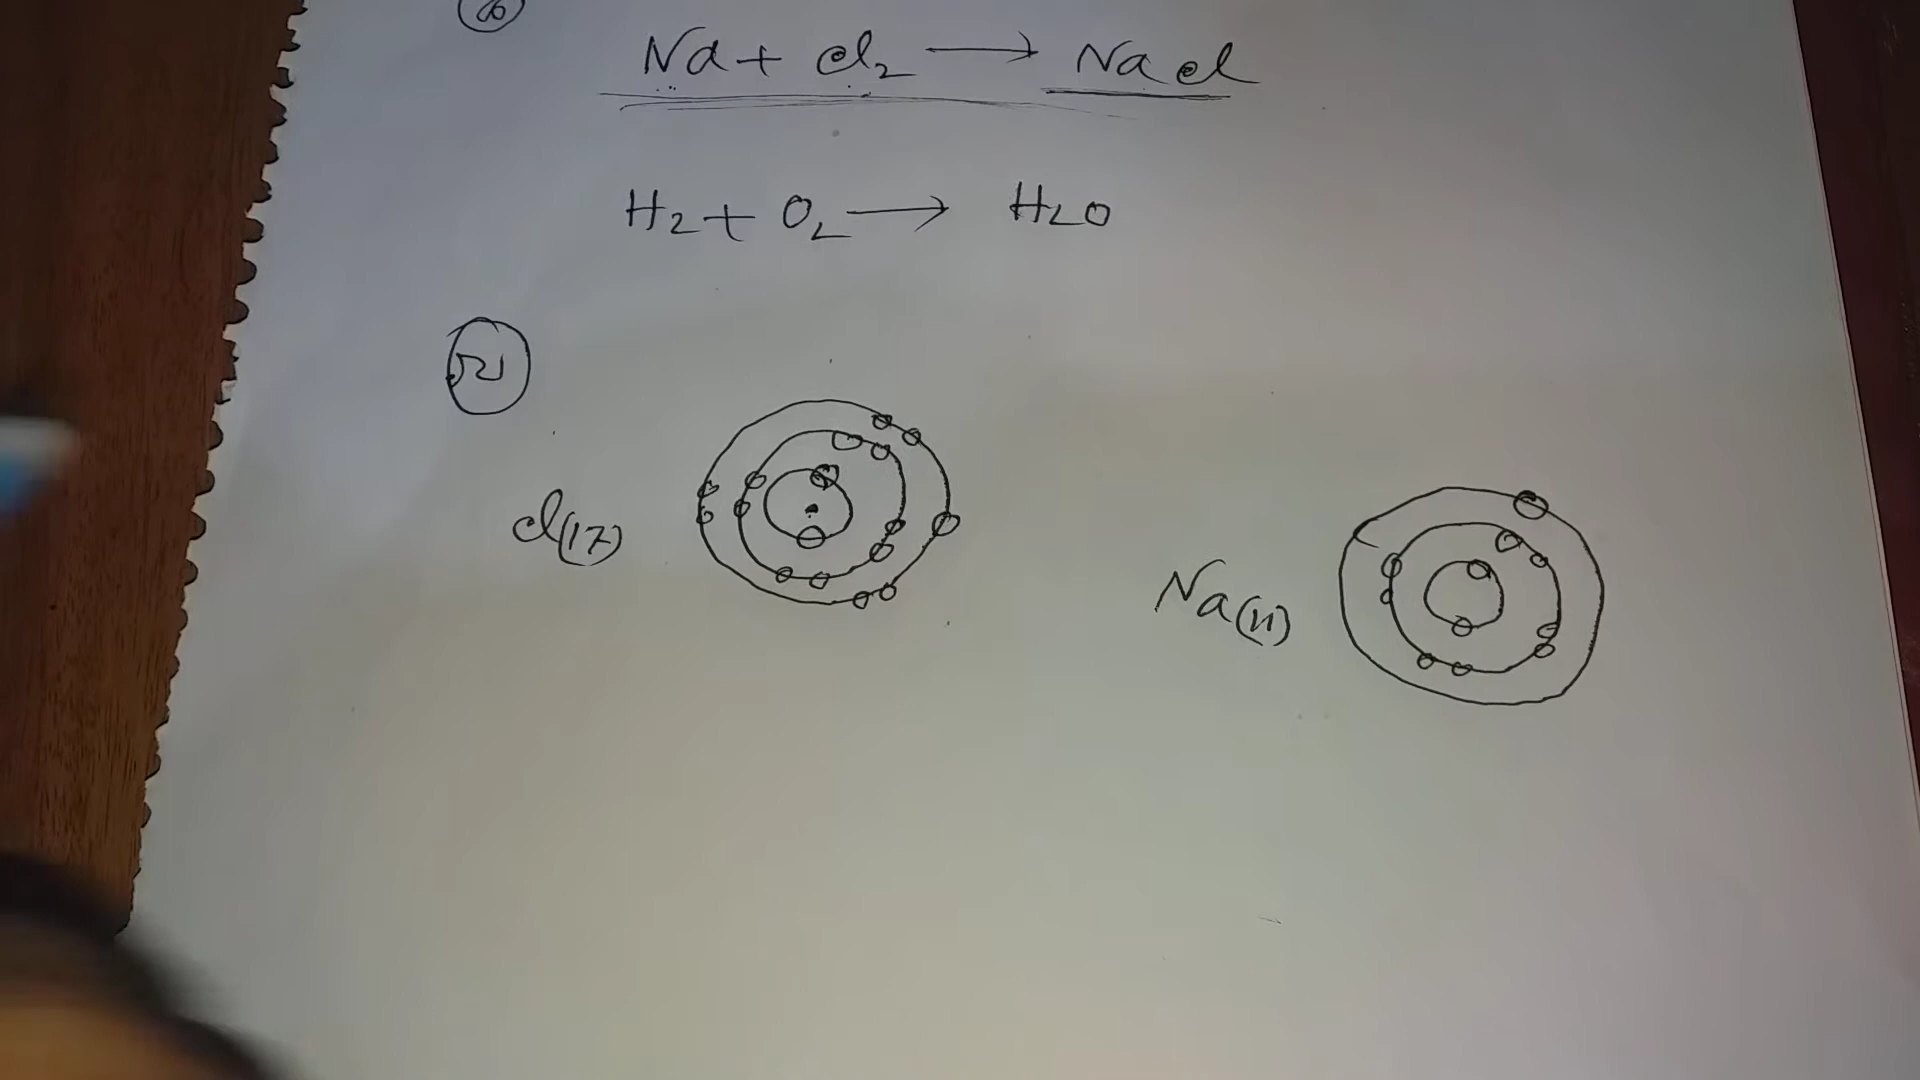 Na + Cl₂ → NaCl
H₂ + O₂ → H₂O
Cl(17)
Na(11)